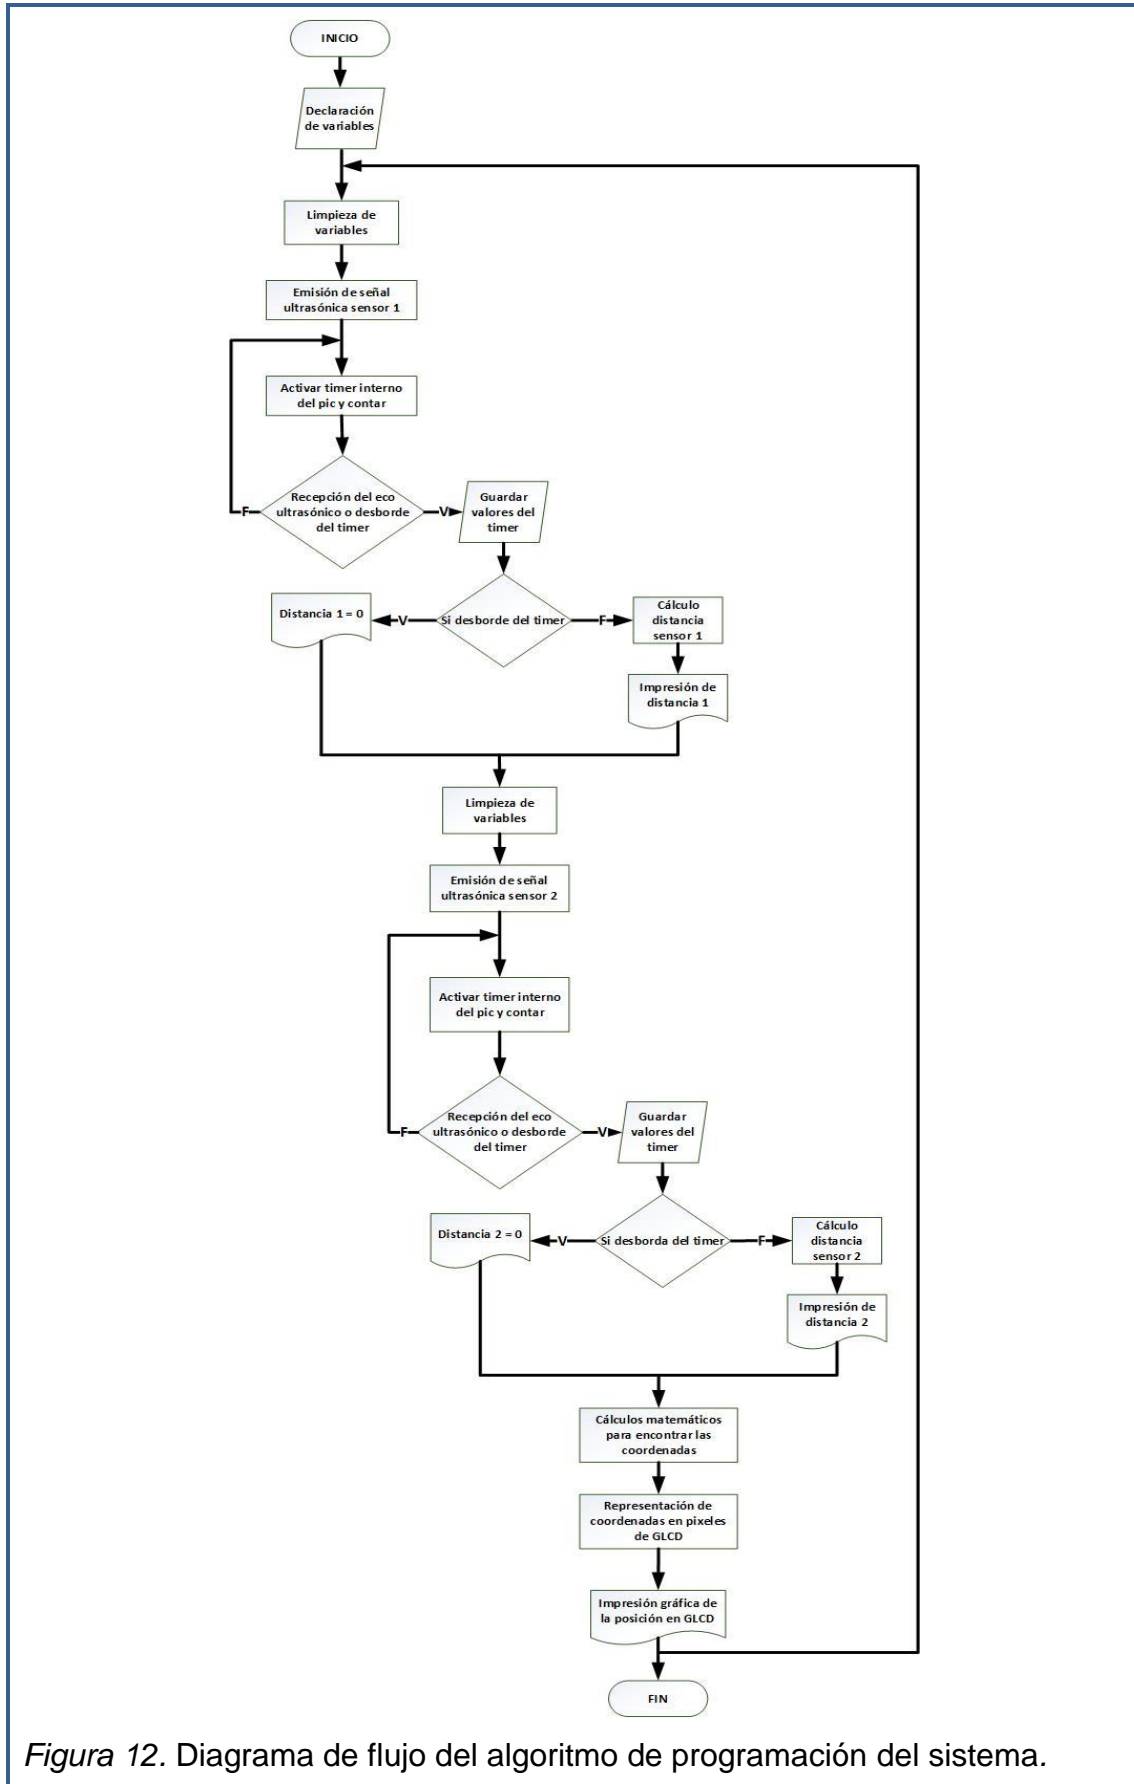 INICIO
Declaración
de variables
Limpieza de
variables
Emisión de señal
ultrasónica sensor 1
Activar timer interno
del pic y contar
Recepción del eco
ultrasónico o desborde
del timer
F
V
Guardar
valores del
timer
Distancia 1 = 0
V
Si desborde del timer
F
Cálculo
distancia
sensor 1
Impresión de
distancia 1
Limpieza de
variables
Emisión de señal
ultrasónica sensor 2
Activar timer interno
del pic y contar
Recepción del eco
ultrasónico o desborde
del timer
F
V
Guardar
valores del
timer
Distancia 2 = 0
V
Si desborda del timer
F
Cálculo
distancia
sensor 2
Impresión de
distancia 2
Cálculos matemáticos
para encontrar las
coordenadas
Representación de
coordenadas en pixeles
de GLCD
Impresión gráfica de
la posición en GLCD
FIN
Figura 12. Diagrama de flujo del algoritmo de programación del sistema.